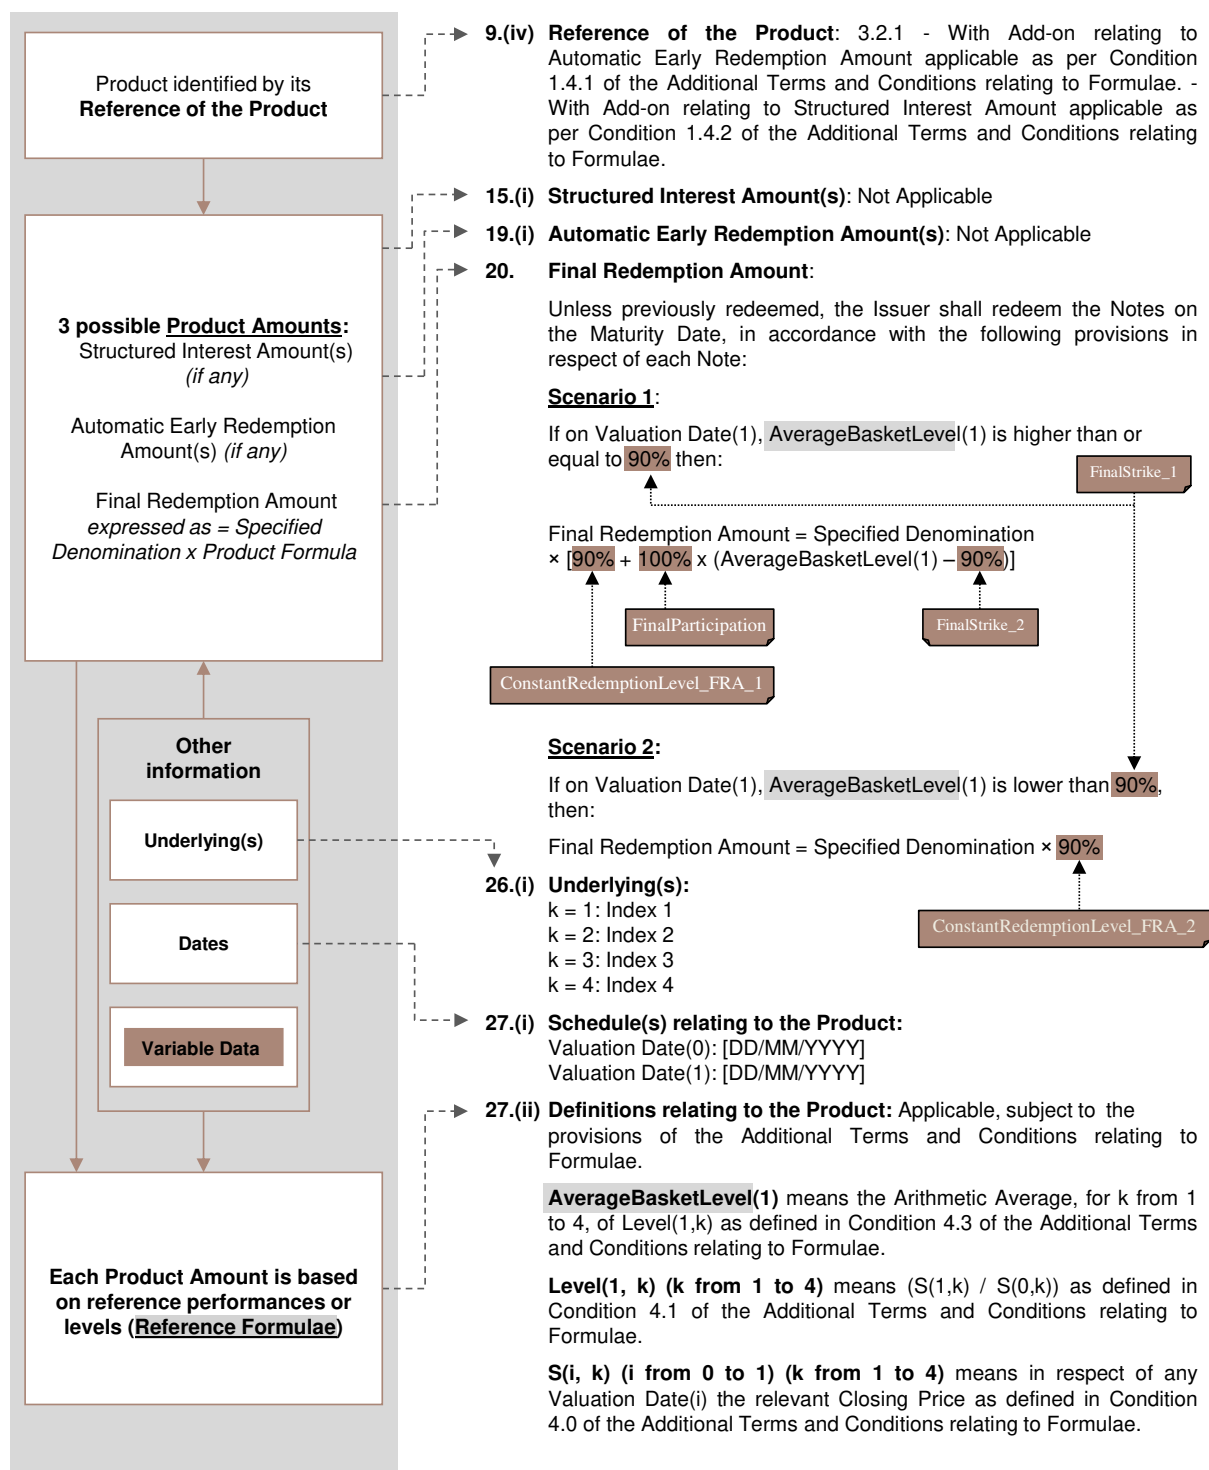 Product identified by its
Reference of the Product
3 possible Product Amounts:
Structured Interest Amount(s)
(if any)
Automatic Early Redemption
Amount(s) (if any)
Final Redemption Amount
expressed as = Specified
Denomination x Product Formula
Other
information
Underlying(s)
Dates
Variable Data
Each Product Amount is based
on reference performances or
levels (Reference Formulae)
9.(iv) Reference of the Product: 3.2.1 - With Add-on relating to
Automatic Early Redemption Amount applicable as per Condition
1.4.1 of the Additional Terms and Conditions relating to Formulae. -
With Add-on relating to Structured Interest Amount applicable as
per Condition 1.4.2 of the Additional Terms and Conditions relating
to Formulae.
15.(i) Structured Interest Amount(s): Not Applicable
19.(i) Automatic Early Redemption Amount(s): Not Applicable
20. Final Redemption Amount:
Unless previously redeemed, the Issuer shall redeem the Notes on
the Maturity Date, in accordance with the following provisions in
respect of each Note:
Scenario 1:
If on Valuation Date(1), AverageBasketLevel(1) is higher than or
equal to 90% then:
FinalStrike_1
Final Redemption Amount = Specified Denomination
× [90% + 100% x (AverageBasketLevel(1) – 90%)]
FinalParticipation
FinalStrike_2
ConstantRedemptionLevel_FRA_1
Scenario 2:
If on Valuation Date(1), AverageBasketLevel(1) is lower than 90%,
then:
Final Redemption Amount = Specified Denomination × 90%
ConstantRedemptionLevel_FRA_2
26.(i) Underlying(s):
k = 1: Index 1
k = 2: Index 2
k = 3: Index 3
k = 4: Index 4
27.(i) Schedule(s) relating to the Product:
Valuation Date(0): [DD/MM/YYYY]
Valuation Date(1): [DD/MM/YYYY]
27.(ii) Definitions relating to the Product: Applicable, subject to the
provisions of the Additional Terms and Conditions relating to
Formulae.
AverageBasketLevel(1) means the Arithmetic Average, for k from 1
to 4, of Level(1,k) as defined in Condition 4.3 of the Additional Terms
and Conditions relating to Formulae.
Level(1, k) (k from 1 to 4) means (S(1,k) / S(0,k)) as defined in
Condition 4.1 of the Additional Terms and Conditions relating to
Formulae.
S(i, k) (i from 0 to 1) (k from 1 to 4) means in respect of any
Valuation Date(i) the relevant Closing Price as defined in Condition
4.0 of the Additional Terms and Conditions relating to Formulae.